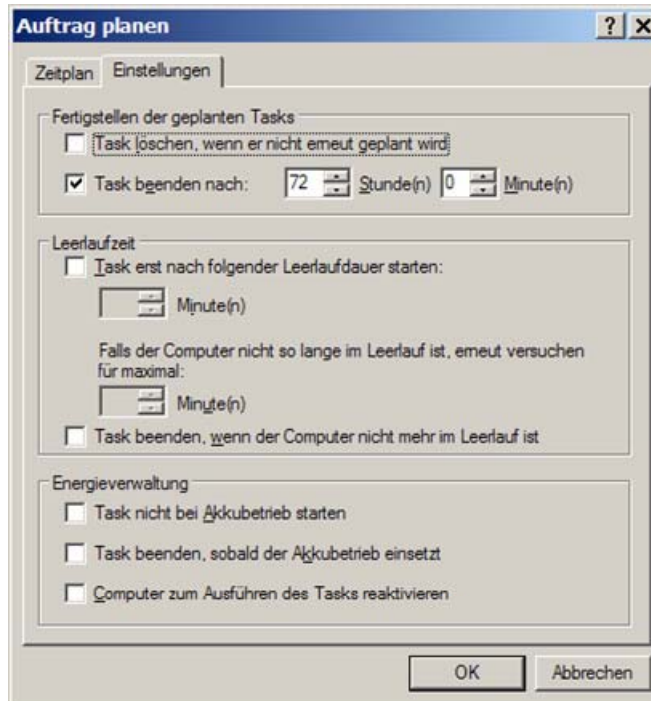 Auftrag planen
Zeitplan Einstellungen
Fertigstellen der geplanten Tasks
Task löschen, wenn er nicht erneut geplant wird
Task beenden nach: 72 Stunde(n) 0 Minute(n)
Leerlaufzeit
Task erst nach folgender Leerlaufdauer starten:
Minute(n)
Falls der Computer nicht so lange im Leerlauf ist, erneut versuchen
für maximal:
Minute(n)
Task beenden, wenn der Computer nicht mehr im Leerlauf ist
Energieverwaltung
Task nicht bei Akkubetrieb starten
Task beenden, sobald der Akkubetrieb einsetzt
Computer zum Ausführen des Tasks reaktivieren
OK Abbrechen